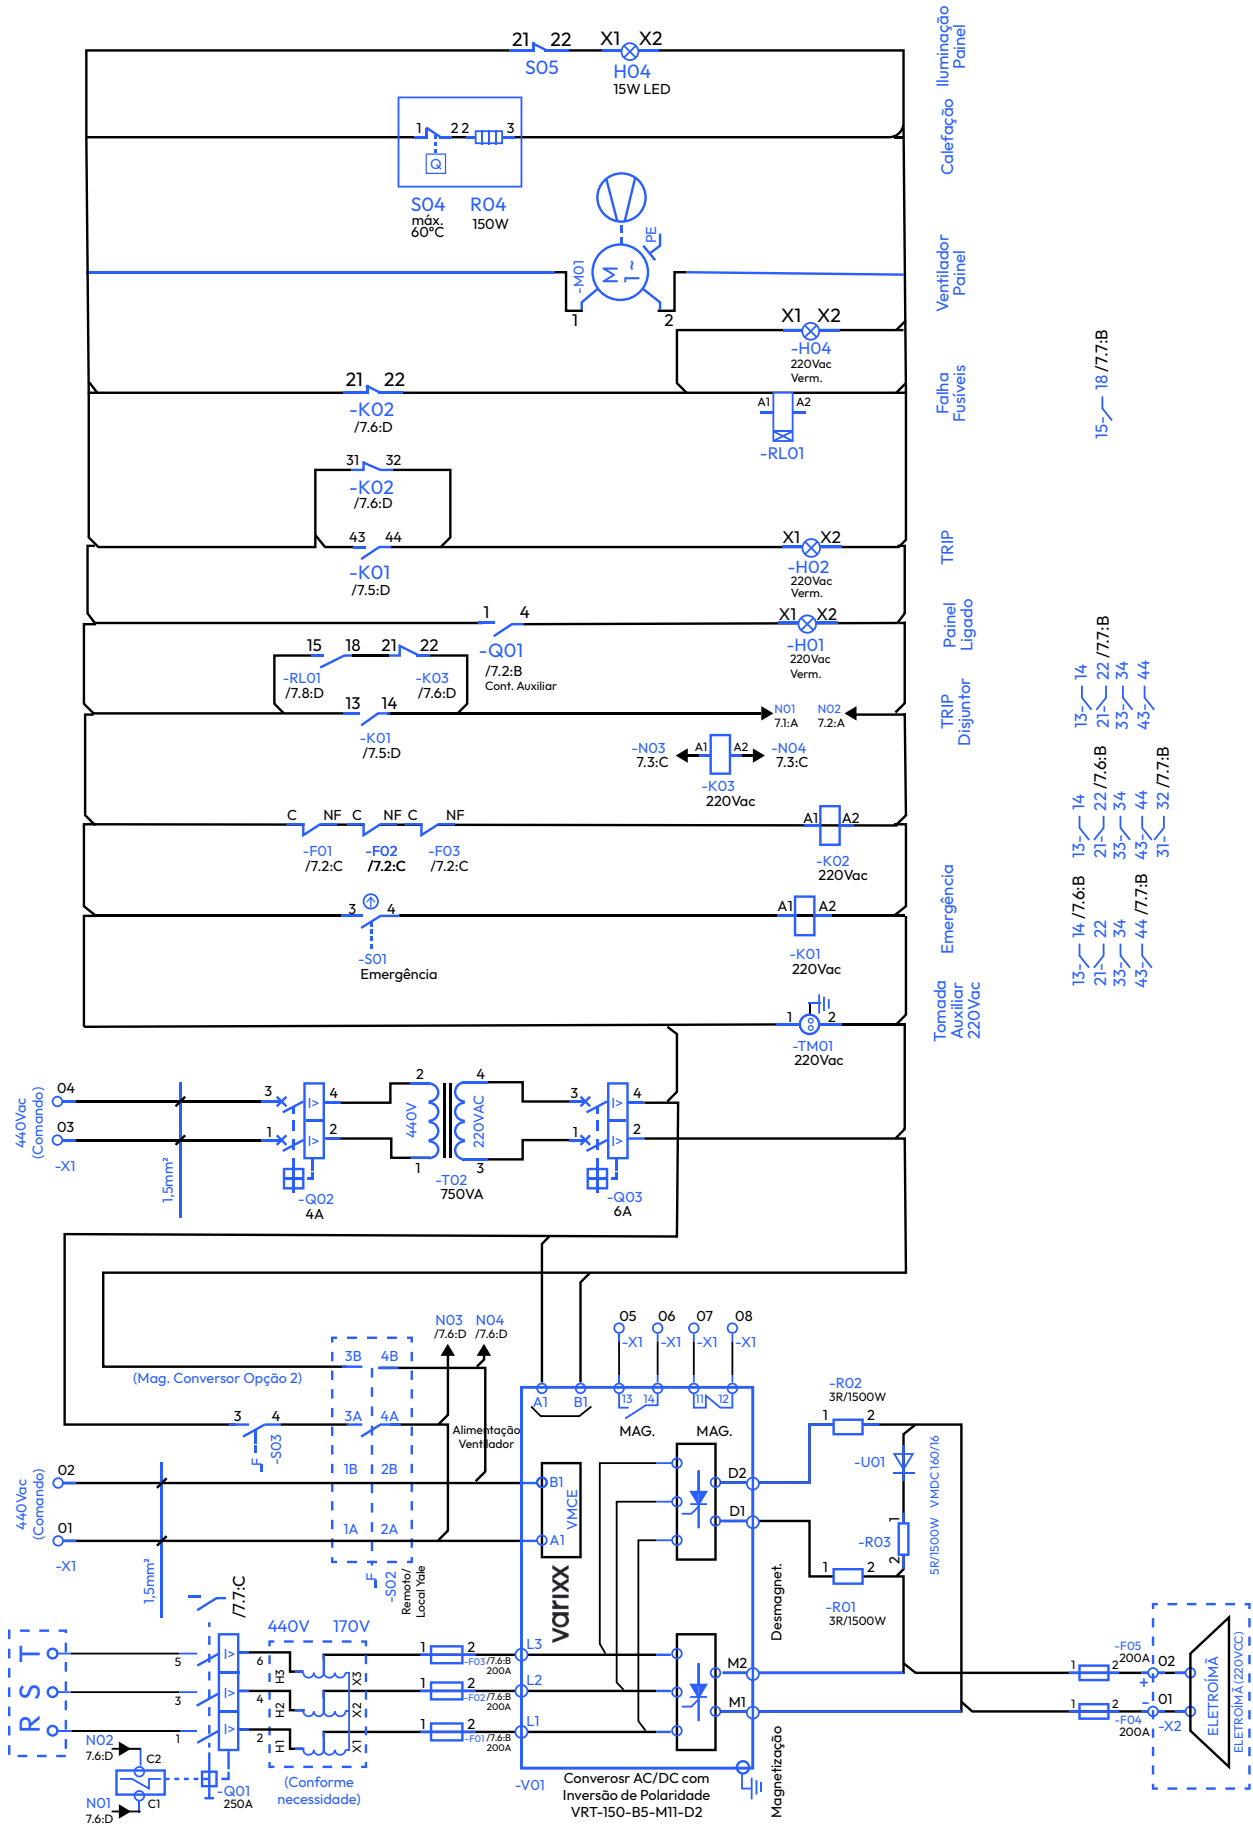 21 22 X1 X2
S05 H04
15W LED
Iluminação
Painel
1 2 2 3
Q
S04 R04
máx.
60°C
150W
Calefação
-M01
M
1~
PE
1 2
Ventilador
Painel
X1 X2
-H04
220Vac
Verm.
21 22
-K02
/7.6:D
A1 A2
-RL01
Falha
Fusíveis
15- 18 /7.7:B
31 32
-K02
/7.6:D
43 44
-K01
/7.5:D
X1 X2
-H02
220Vac
Verm.
TRIP
1 4
-Q01
/7.2:B
Cont. Auxiliar
X1 X2
-H01
220Vac
Verm.
Painel
Ligado
15 18 21 22
-RL01
/7.8:D
-K03
/7.6:D
13 14
-K01
/7.5:D
N01
7.1:A
N02
7.2:A
TRIP
Disjuntor
-N03
7.3:C
A1 A2
-N04
7.3:C
-K03
220Vac
13- 14
21- 22 /7.7:B
33- 34
43- 44
C NF C NF C NF
-F01
/7.2:C
-F02
/7.2:C
-F03
/7.2:C
A1 A2
-K02
220Vac
13- 14
21- 22 /7.6:B
33- 34
43- 44
31- 32 /7.7:B
3 4
-S01
Emergência
A1 A2
-K01
220Vac
Emergência
13- 14 /7.6:B
21- 22
33- 34
43- 44 /7.7:B
1 2
-TM01
220Vac
Tomada
Auxiliar
220Vac
440Vac
(Comando)
04
03
-X1
1,5mm²
3 4
1 2
I>
I>
-Q02
4A
2 4
440V
220VAC
1 3
-T02
750VA
3 4
1 2
I>
I>
-Q03
6A
N03
/7.6:D
N04
/7.6:D
05 06 07 08
-X1 -X1 -X1 -X1
3B 4B
(Mag. Conversor Opção 2)
A1 B1 13 14 11 12
MAG. MAG.
3 4
F
-S03
3A 4A
Alimentação
Ventilador
-R02
3R/1500W
1 2
440Vac
(Comando)
02
01
-X1
1,5mm²
1B 2B
1A 2A
F
-S02
Remoto/
Local Yale
B1
VMCE
A1
varixx
D2
D1
-U01
VMDC 160/16
1
-R03
2
5R/1500W
1 2
-R01
3R/1500W
Desmagnet.
/7.7:C
440V 170V
T
S
R
5 6
3 4
1 2
I>
I>
I>
H3 X3
H2 X2
H1 X1
(Conforme
necessidade)
1 2
-F03/7.6:B
200A
1 2
-F02/7.6:B
200A
1 2
-F01/7.6:B
200A
L3
L2
L1
M2
M1
Magnetização
N02
7.6:D
C2
N01
7.6:D
C1
-Q01
250A
-V01
Converosr AC/DC com
Inversão de Polaridade
VRT-150-B5-M11-D2
-F05
200A
1 2
02
+
-
1 2
01
-F04
200A
-X2
ELETROÍMÃ
ELETROÍMÃ (220VCC)